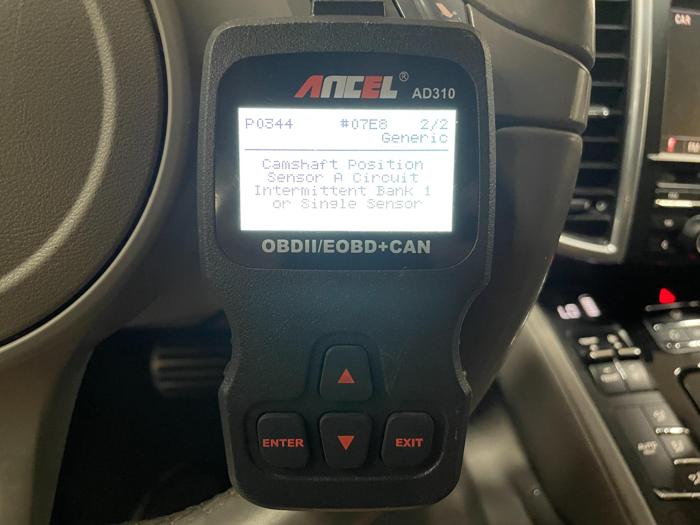 CAR
ANCEL®
AD310
P0344 #07E8 2/2
Generic
Camshaft Position
Sensor A Circuit
Intermittent Bank 1
or Single Sensor
OBDII/EOBD+CAN
ENTER
EXIT